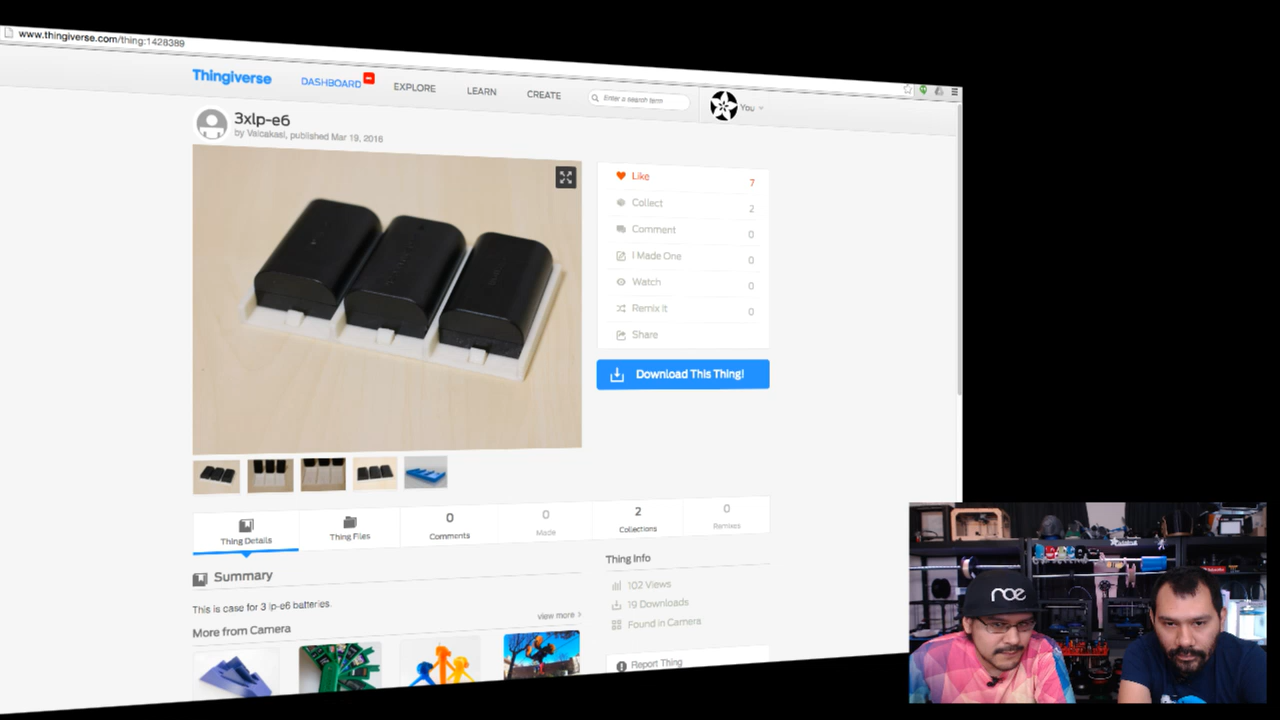 www.thingiverse.com/thing:1428389
Thingiverse
DASHBOARD
EXPLORE
LEARN
CREATE
Enter a search term
You
3xlp-e6
by Vaicakasi, published Mar 19, 2016
Like 7
Collect 2
Comment 0
I Made One 0
Watch 0
Remix It 0
Share
Download This Thing!
Thing Details
Thing Files
0
Comments
0
Made
2
Collections
0
Remixes
Summary
This is case for 3 lp-e6 batteries.
view more >
More from Camera
Thing Info
102 Views
19 Downloads
Found in Camera
Report Thing
noe